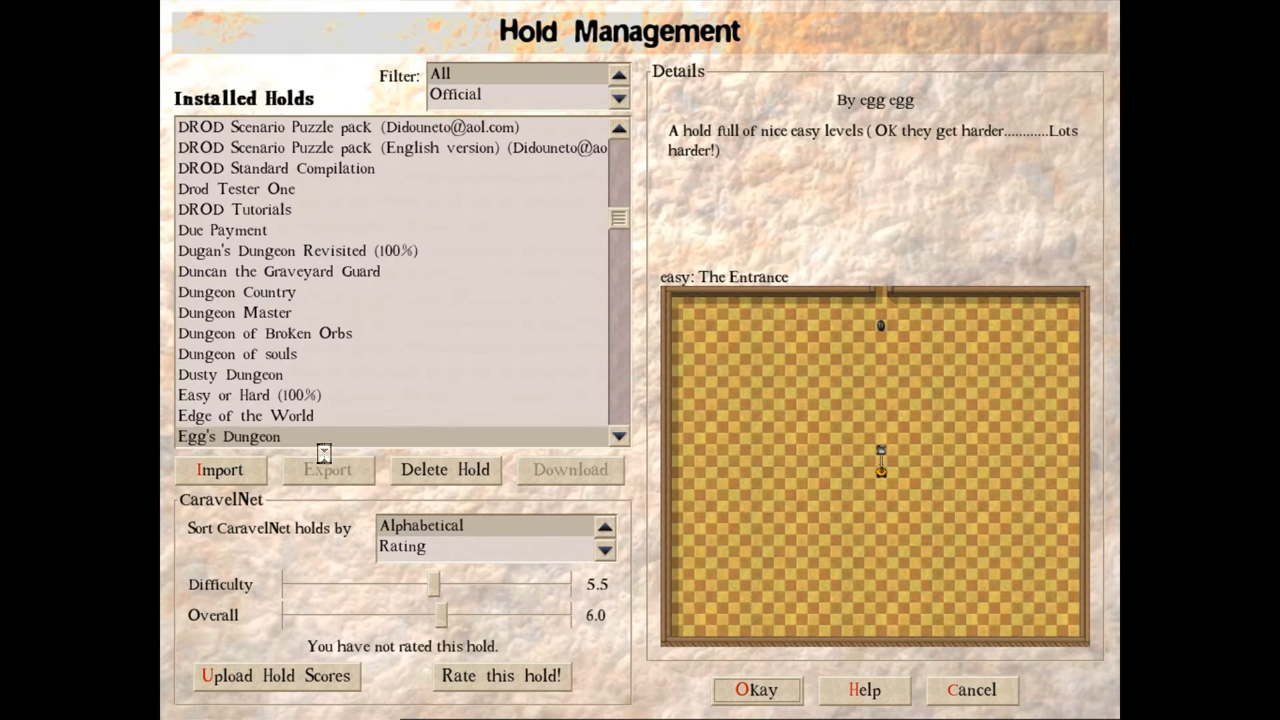 Hold Management
Filter:
All
Official
Installed Holds
DROD Scenario Puzzle pack (Didouneto@aol.com)
DROD Scenario Puzzle pack (English version) (Didouneto@ao
DROD Standard Compilation
Drod Tester One
DROD Tutorials
Due Payment
Dugan's Dungeon Revisited (100%)
Duncan the Graveyard Guard
Dungeon Country
Dungeon Master
Dungeon of Broken Orbs
Dungeon of souls
Dusty Dungeon
Easy or Hard (100%)
Edge of the World
Egg's Dungeon
Import Export Delete Hold Download
CaravelNet
Sort CaravelNet holds by
Alphabetical
Rating
Difficulty 5.5
Overall 6.0
You have not rated this hold.
Upload Hold Scores Rate this hold!
Details
By egg egg
A hold full of nice easy levels ( OK they get harder............Lots
harder!)
easy: The Entrance
Okay Help Cancel